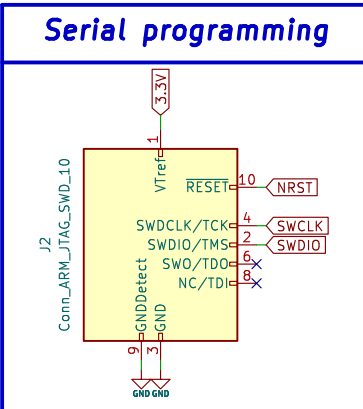 Serial programming
3.3V
1
VTref
J2
Conn_ARM_JTAG_SWD_10
RESET 10 NRST
SWDCLK/TCK 4 SWCLK
SWDIO/TMS 2 SWDIO
SWO/TDO 6
NC/TDI 8
GNDDetect
GND
9 3
GND GND